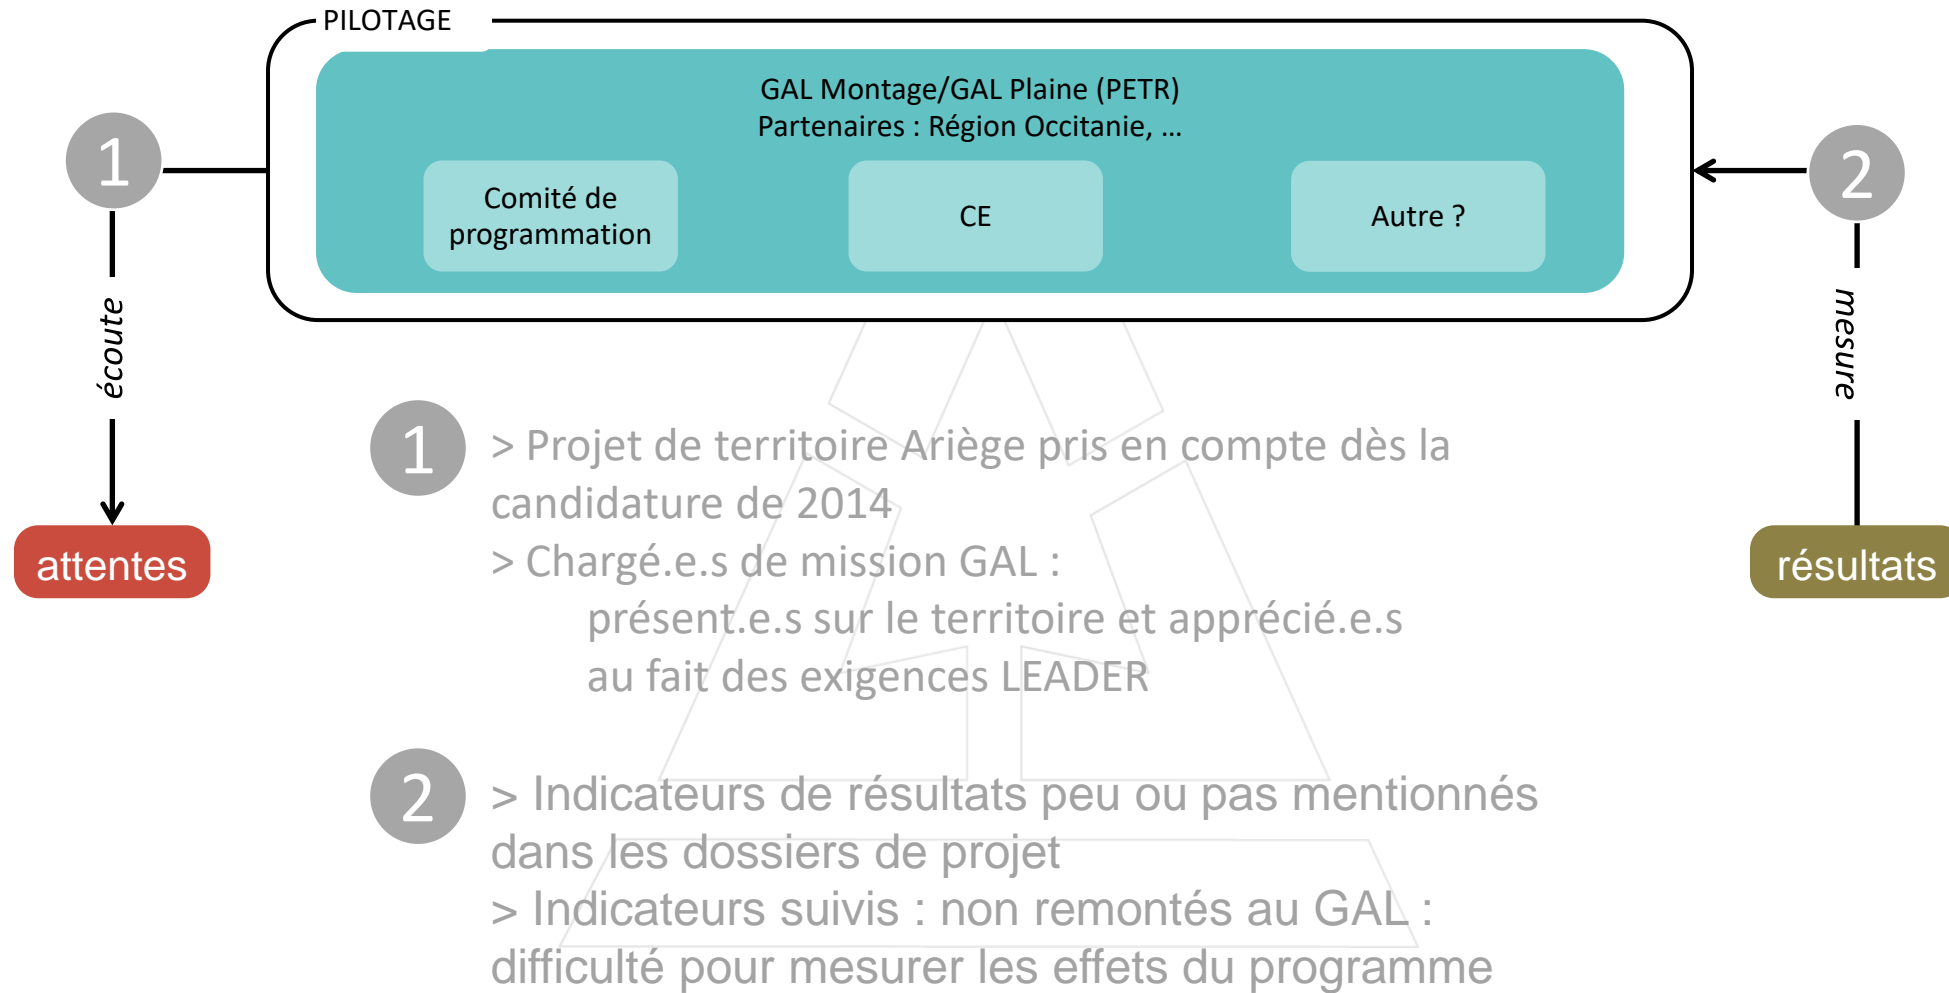 PILOTAGE
GAL Montage/GAL Plaine (PETR)
Partenaires : Région Occitanie, ...
1
2
Comité de
programmation
CE
Autre ?
écoute
mesure
attentes
résultats
1
> Projet de territoire Ariège pris en compte dès la
candidature de 2014
> Chargé.e.s de mission GAL :
présent.e.s sur le territoire et apprécié.e.s
au fait des exigences LEADER
2
> Indicateurs de résultats peu ou pas mentionnés
dans les dossiers de projet
> Indicateurs suivis : non remontés au GAL :
difficulté pour mesurer les effets du programme